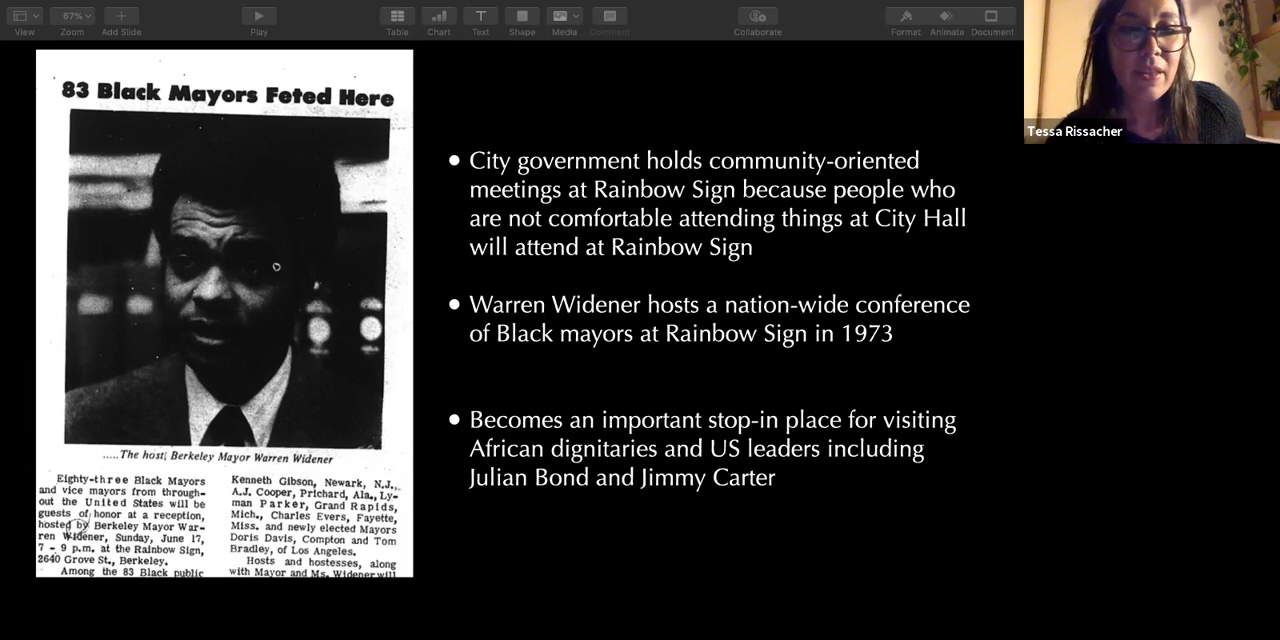 View
67%
Zoom
Add Slide
Play
Table
Chart
Text
Shape
Media
Comment
Collaborate
Format
Animate
Document
Tessa Rissacher
83 Black Mayors Feted Here
.....The host, Berkeley Mayor Warren Widener
Eighty-three Black Mayors
and vice mayors from through-
out the United States will be
guests of honor at a reception,
hosted by Berkeley Mayor War-
ren Widener, Sunday, June 17,
7 - 9 p.m. at the Rainbow Sign,
2640 Grove St., Berkeley.
Among the 83 Black public
Kenneth Gibson, Newark, N.J.,
A.J. Cooper, Prichard, Ala., Ly-
man Parker, Grand Rapids,
Mich., Charles Evers, Fayette,
Miss. and newly elected Mayors
Doris Davis, Compton and Tom
Bradley, of Los Angeles.
Hosts and hostesses, along
with Mayor and Ms. Widener will
• City government holds community-oriented
meetings at Rainbow Sign because people who
are not comfortable attending things at City Hall
will attend at Rainbow Sign
• Warren Widener hosts a nation-wide conference
of Black mayors at Rainbow Sign in 1973
• Becomes an important stop-in place for visiting
African dignitaries and US leaders including
Julian Bond and Jimmy Carter